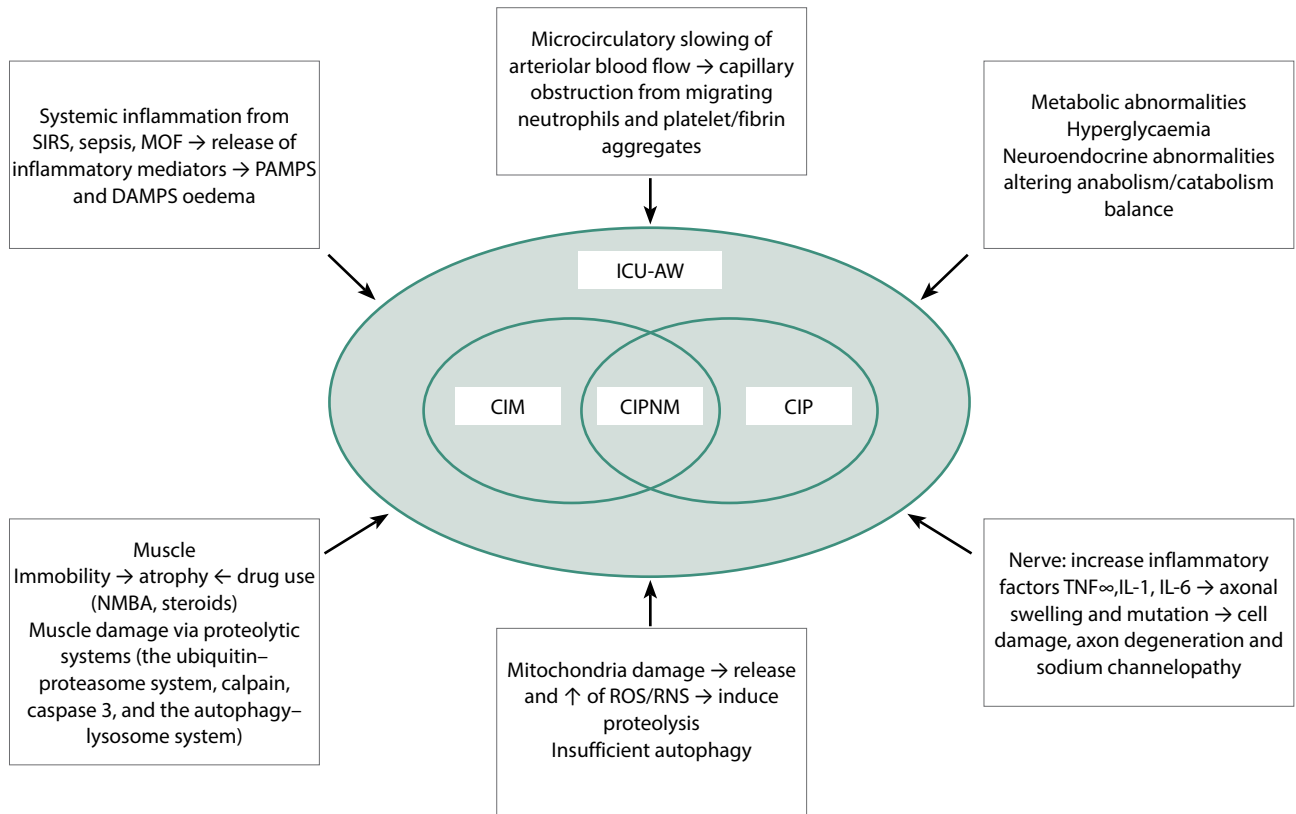 Microcirculatory slowing of
arteriolar blood flow → capillary
obstruction from migrating
neutrophils and platelet/fibrin
aggregates
Systemic inflammation from
SIRS, sepsis, MOF → release of
inflammatory mediators → PAMPS
and DAMPS oedema
Metabolic abnormalities
Hyperglycaemia
Neuroendocrine abnormalities
altering anabolism/catabolism
balance
ICU-AW
CIM
CIPNM
CIP
Muscle
Immobility → atrophy ← drug use
(NMBA, steroids)
Muscle damage via proteolytic
systems (the ubiquitin–
proteasome system, calpain,
caspase 3, and the autophagy–
lysosome system)
Mitochondria damage → release
and ↑ of ROS/RNS → induce
proteolysis
Insufficient autophagy
Nerve: increase inflammatory
factors TNF∞,IL-1, IL-6 → axonal
swelling and mutation → cell
damage, axon degeneration and
sodium channelopathy